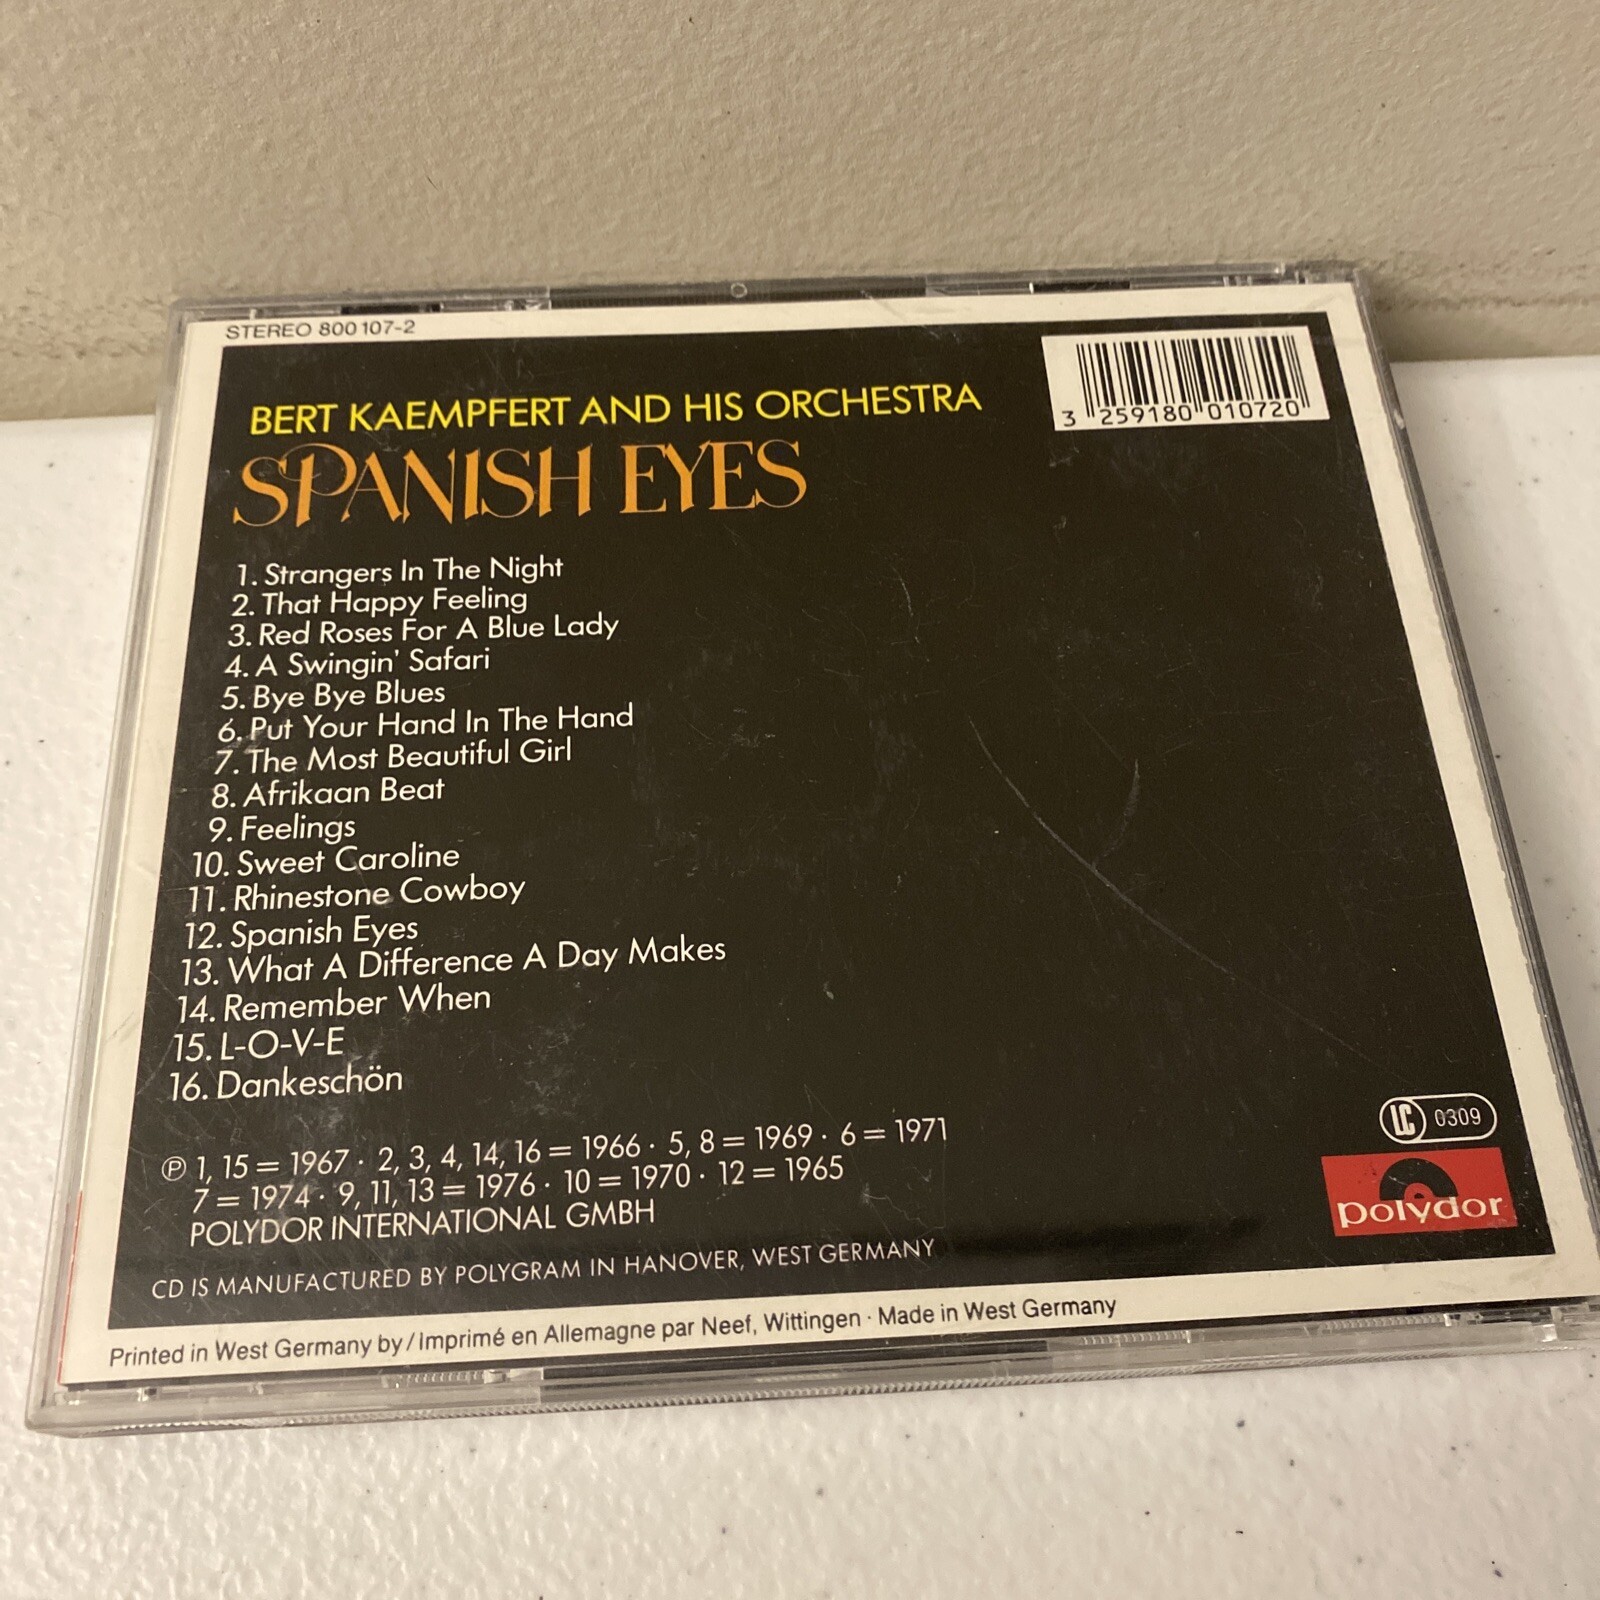 STEREO 800 107-2
BERT KAEMPFERT AND HIS ORCHESTRA
SPANISH EYES
3 259180 010720
1. Strangers In The Night
2. That Happy Feeling
3. Red Roses For A Blue Lady
4. A Swingin' Safari
5. Bye Bye Blues
6. Put Your Hand In The Hand
7. The Most Beautiful Girl
8. Afrikaan Beat
9. Feelings
10. Sweet Caroline
11. Rhinestone Cowboy
12. Spanish Eyes
13. What A Difference A Day Makes
14. Remember When
15. L-O-V-E
16. Dankeschön
℗ 1, 15 = 1967 · 2, 3, 4, 14, 16 = 1966 · 5, 8 = 1969 · 6 = 1971
7 = 1974 · 9, 11, 13 = 1976 · 10 = 1970 · 12 = 1965
POLYDOR INTERNATIONAL GMBH
CD IS MANUFACTURED BY POLYGRAM IN HANOVER, WEST GERMANY
LC 0309
polydor
Printed in West Germany by / Imprimé en Allemagne par Neef, Wittingen · Made in West Germany